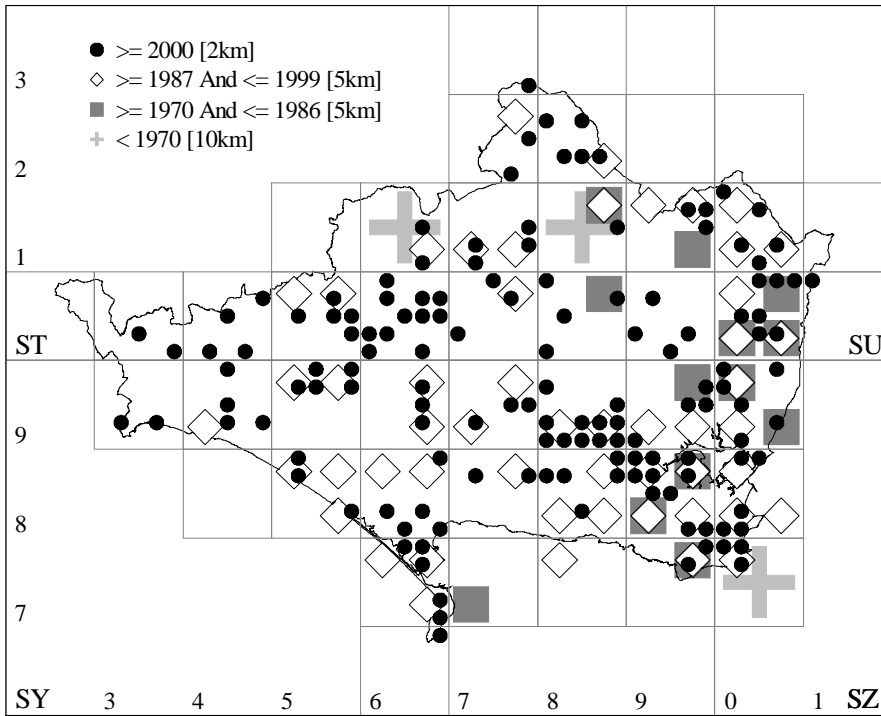 >= 2000 [2km]
>= 1987 And <= 1999 [5km]
>= 1970 And <= 1986 [5km]
< 1970 [10km]
3
2
1
ST
SU
9
8
7
SY 3 4 5 6 7 8 9 0 1 SZ